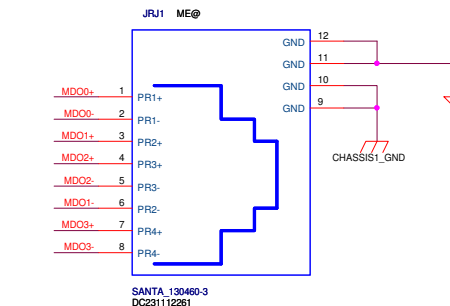 JRJ1 ME@
GND 12
GND 11
GND 10
GND 9
MDO0+ 1 PR1+
MDO0- 2 PR1-
MDO1+ 3 PR2+
MDO2+ 4 PR3+
MDO2- 5 PR3-
MDO1- 6 PR2-
MDO3+ 7 PR4+
MDO3- 8 PR4-
CHASSIS1_GND
SANTA_130460-3
DC231112261